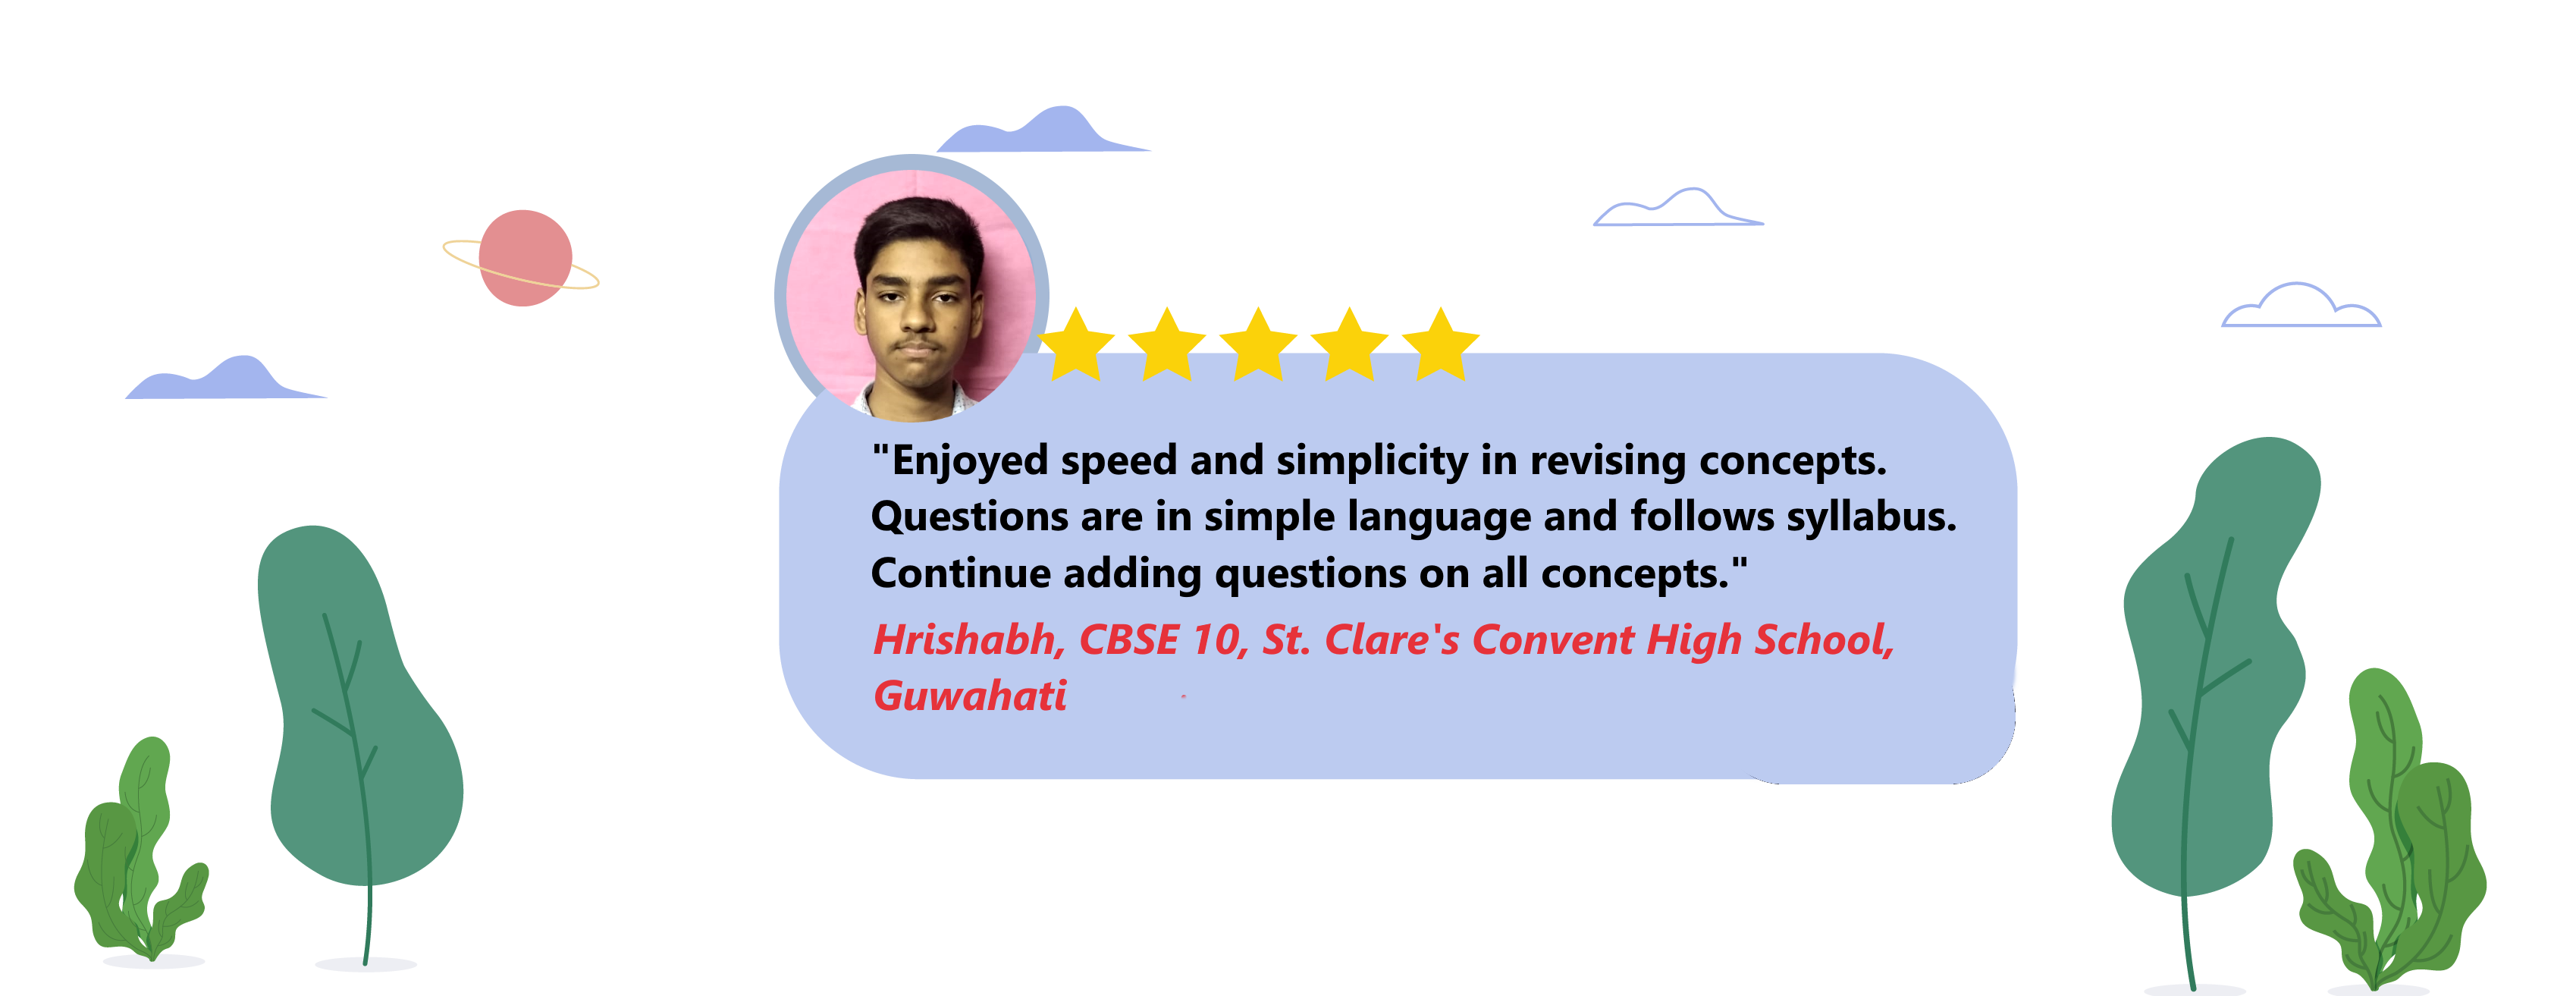 "Enjoyed speed and simplicity in revising concepts.
Questions are in simple language and follows syllabus.
Continue adding questions on all concepts."
Hrishabh, CBSE 10, St. Clare's Convent High School,
Guwahati